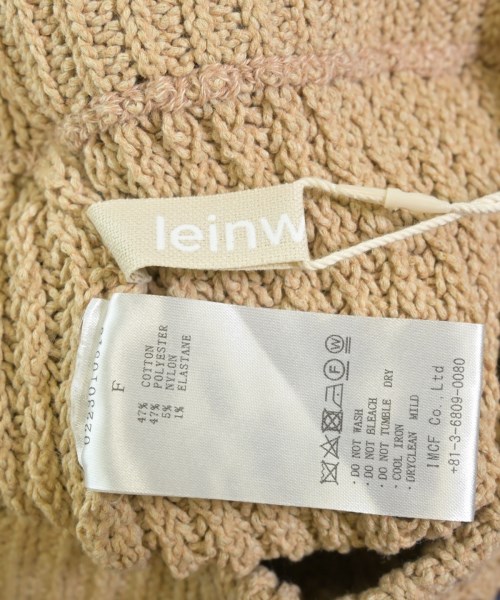 leinw
0223010513
F
47% COTTON
47% POLYESTER
5% NYLON
1% ELASTANE
· DO NOT WASH
· DO NOT BLEACH
· DO NOT TUMBLE DRY
· COOL IRON
· DRYCLEAN MILD
IMCF Co., Ltd
+81-3-6809-0080